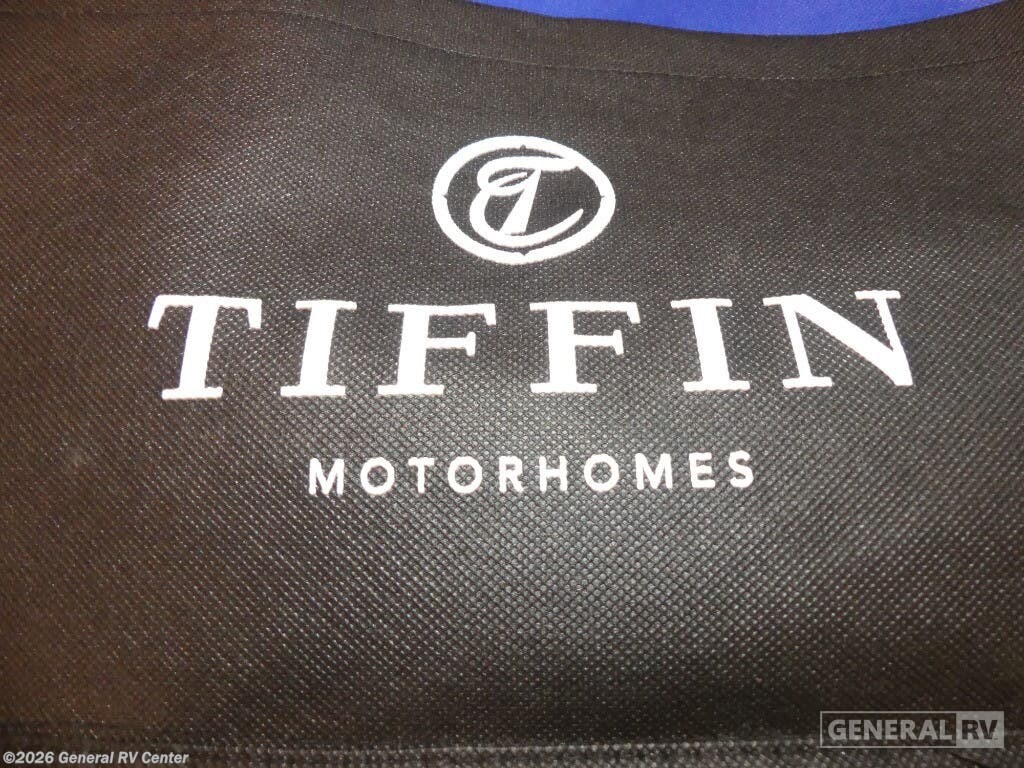 T
TIFFIN
MOTORHOMES
GENERAL RV
©2026 General RV Center